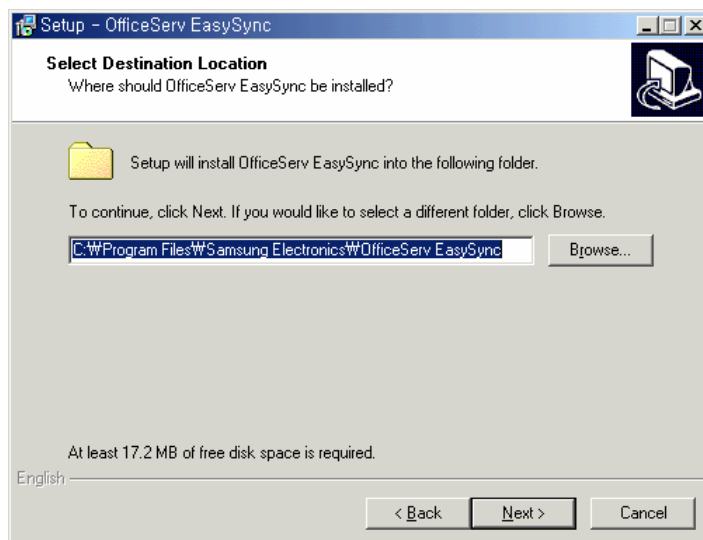 Setup - OfficeServ EasySync
Select Destination Location
Where should OfficeServ EasySync be installed?
Setup will install OfficeServ EasySync into the following folder.
To continue, click Next. If you would like to select a different folder, click Browse.
C:₩Program Files₩Samsung Electronics₩OfficeServ EasySync
Browse...
At least 17.2 MB of free disk space is required.
English
< Back
Next >
Cancel